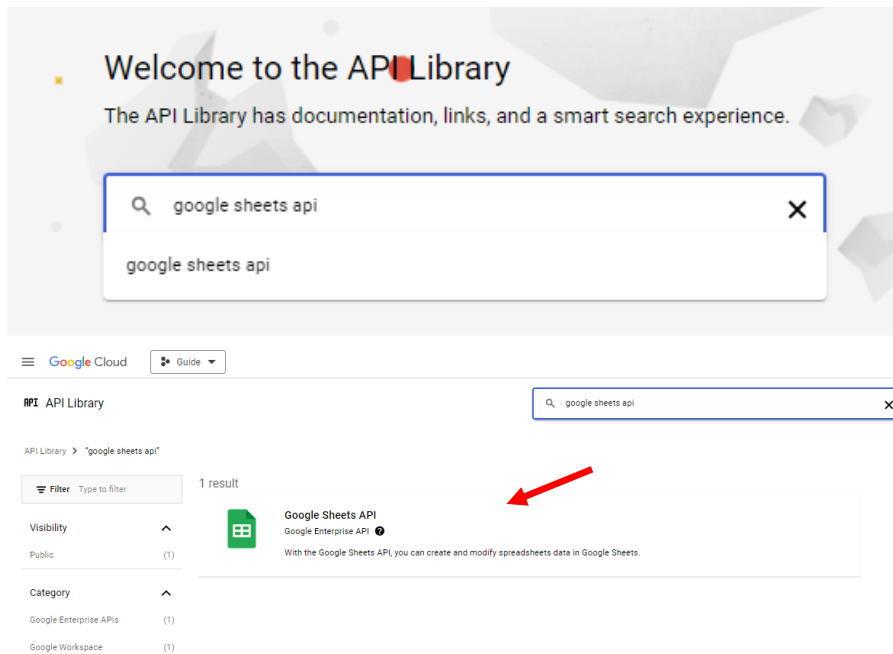 Welcome to the API Library
The API Library has documentation, links, and a smart search experience.
google sheets api
google sheets api
Google Cloud
Guide
API API Library
google sheets api
API Library > "google sheets api"
Filter Type to filter
1 result
Google Sheets API
Google Enterprise API
With the Google Sheets API, you can create and modify spreadsheets data in Google Sheets.
Visibility
Public (1)
Category
Google Enterprise APIs (1)
Google Workspace (1)